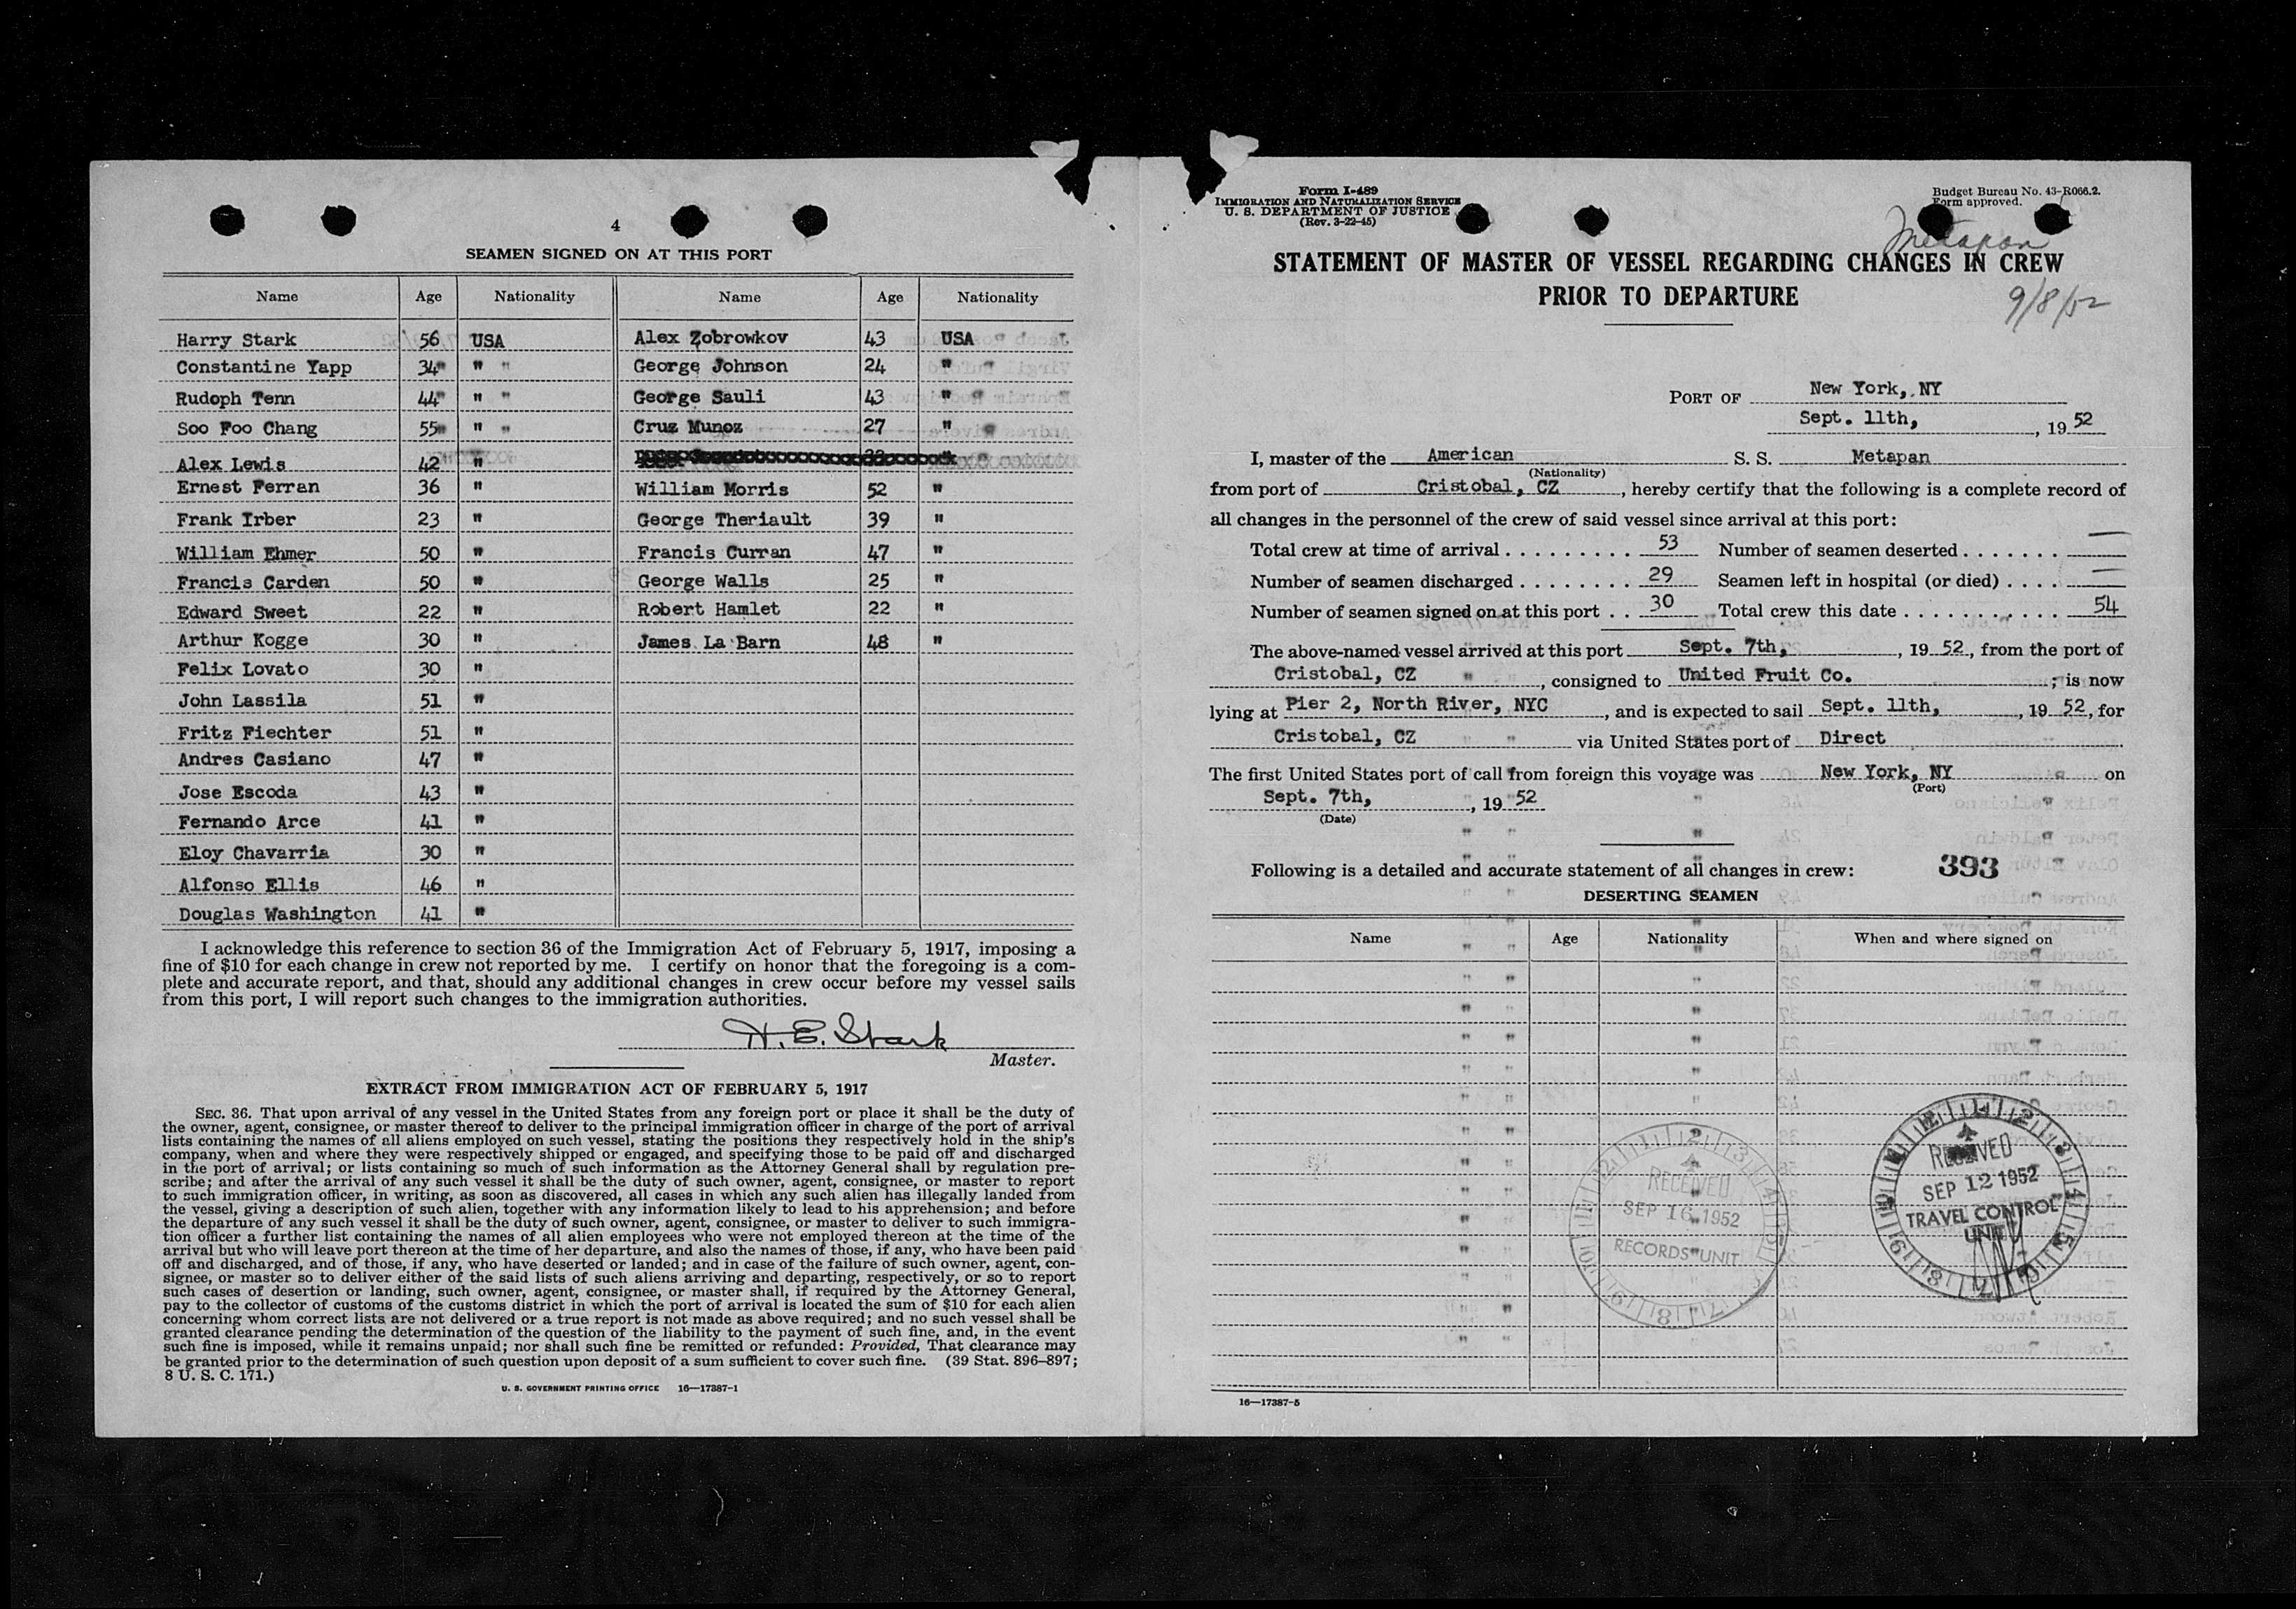 4
SEAMEN SIGNED ON AT THIS PORT
Name Age Nationality Name Age Nationality
Harry Stark 56 USA Alex Zobrowkov 43 USA
Constantine Yapp 34 " " George Johnson 24 " "
Rudoph Tenn 44 " " George Sauli 43 " "
Soo Foo Chang 55 " " Cruz Munoz 27 "
Alex Lewis 42 "
Ernest Ferran 36 " William Morris 52 "
Frank Irber 23 " George Theriault 39 "
William Ehmer 50 " Francis Curran 47 "
Francis Carden 50 " George Walls 25 "
Edward Sweet 22 " Robert Hamlet 22 "
Arthur Kogge 30 " James La Barn 48 "
Felix Lovato 30 "
John Lassila 51 "
Fritz Fiechter 51 "
Andres Casiano 47 "
Jose Escoda 43 "
Fernando Arce 41 "
Eloy Chavarria 30 "
Alfonso Ellis 46 "
Douglas Washington 41 "
I acknowledge this reference to section 36 of the Immigration Act of February 5, 1917, imposing a
fine of $10 for each change in crew not reported by me. I certify on honor that the foregoing is a com-
plete and accurate report, and that, should any additional changes in crew occur before my vessel sails
from this port, I will report such changes to the immigration authorities.
H. E. Stark
Master.
EXTRACT FROM IMMIGRATION ACT OF FEBRUARY 5, 1917
SEC. 36. That upon arrival of any vessel in the United States from any foreign port or place it shall be the duty of
the owner, agent, consignee, or master thereof to deliver to the principal immigration officer in charge of the port of arrival
lists containing the names of all aliens employed on such vessel, stating the positions they respectively hold in the ship's
company, when and where they were respectively shipped or engaged, and specifying those to be paid off and discharged
in the port of arrival; or lists containing so much of such information as the Attorney General shall by regulation pre-
scribe; and after the arrival of any such vessel it shall be the duty of such owner, agent, consignee, or master to report
to such immigration officer, in writing, as soon as discovered, all cases in which any such alien has illegally landed from
the vessel, giving a description of such alien, together with any information likely to lead to his apprehension; and before
the departure of any such vessel it shall be the duty of such owner, agent, consignee, or master to deliver to such immigra-
tion officer a further list containing the names of all alien employees who were not employed thereon at the time of the
arrival but who will leave port thereon at the time of her departure, and also the names of those, if any, who have been paid
off and discharged, and of those, if any, who have deserted or landed; and in case of the failure of such owner, agent, con-
signee, or master so to deliver either of the said lists of such aliens arriving and departing, respectively, or so to report
such cases of desertion or landing, such owner, agent, consignee, or master shall, if required by the Attorney General,
pay to the collector of customs of the customs district in which the port of arrival is located the sum of $10 for each alien
concerning whom correct lists are not delivered or a true report is not made as above required; and no such vessel shall be
granted clearance pending the determination of the question of the liability to the payment of such fine, and, in the event
such fine is imposed, while it remains unpaid; nor shall such fine be remitted or refunded: Provided, That clearance may
be granted prior to the determination of such question upon deposit of a sum sufficient to cover such fine. (39 Stat. 896–897;
8 U. S. C. 171.)
U. S. GOVERNMENT PRINTING OFFICE 16—17387-1
Form I-489
IMMIGRATION AND NATURALIZATION SERVICE
U. S. DEPARTMENT OF JUSTICE
(Rev. 3-22-45)
Budget Bureau No. 43-R066.2.
Form approved.
Metapan
STATEMENT OF MASTER OF VESSEL REGARDING CHANGES IN CREW
PRIOR TO DEPARTURE
9/8/52
PORT OF New York, NY
Sept. 11th, , 19 52
I, master of the American S. S. Metapan
(Nationality)
from port of Cristobal, CZ , hereby certify that the following is a complete record of
all changes in the personnel of the crew of said vessel since arrival at this port:
Total crew at time of arrival . . . . . . . . . 53 Number of seamen deserted . . . . . . . —
Number of seamen discharged . . . . . . . . 29 Seamen left in hospital (or died) . . . . —
Number of seamen signed on at this port . . 30 Total crew this date . . . . . . . . . . . . . 54
The above-named vessel arrived at this port Sept. 7th, , 19 52, from the port of
Cristobal, CZ , consigned to United Fruit Co. ; is now
lying at Pier 2, North River, NYC , and is expected to sail Sept. 11th, , 19 52, for
Cristobal, CZ via United States port of Direct
The first United States port of call from foreign this voyage was New York, NY on
(Port)
Sept. 7th, , 19 52
(Date)
Following is a detailed and accurate statement of all changes in crew: 393
DESERTING SEAMEN
Name Age Nationality When and where signed on
RECEIVED
SEP 16 1952
RECORDS UNIT
RECEIVED
SEP 12 1952
TRAVEL CONTROL
UNIT
16—17387-5